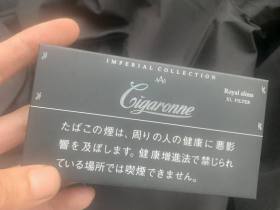 IMPERIAL COLLECTION
Cigaronne
Royal slims
XL FILTER
たばこの煙は、周りの人の健康に悪影
響を及ぼします。健康増進法で禁じられ
ている場所では喫煙できません。